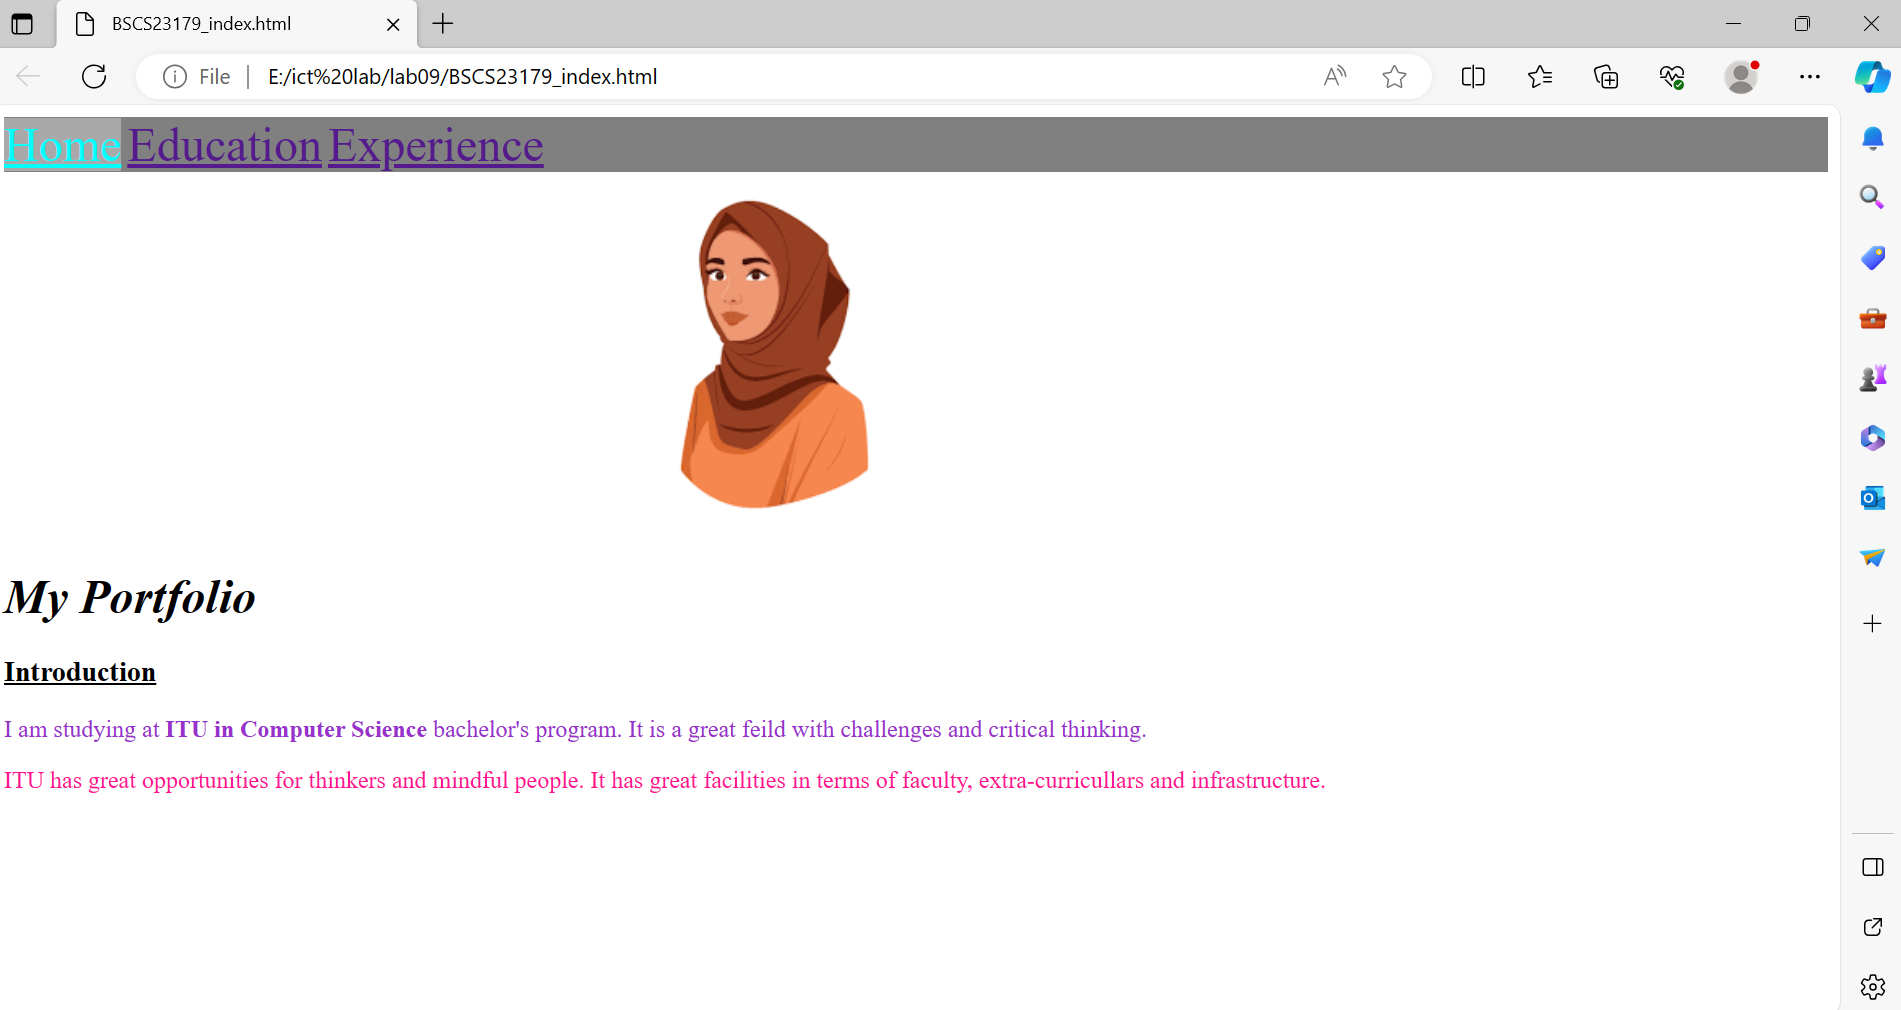 BSCS23179_index.html
File E:/ict%20lab/lab09/BSCS23179_index.html
Home Education Experience
My Portfolio
Introduction
I am studying at ITU in Computer Science bachelor's program. It is a great feild with challenges and critical thinking.
ITU has great opportunities for thinkers and mindful people. It has great facilities in terms of faculty, extra-curricullars and infrastructure.